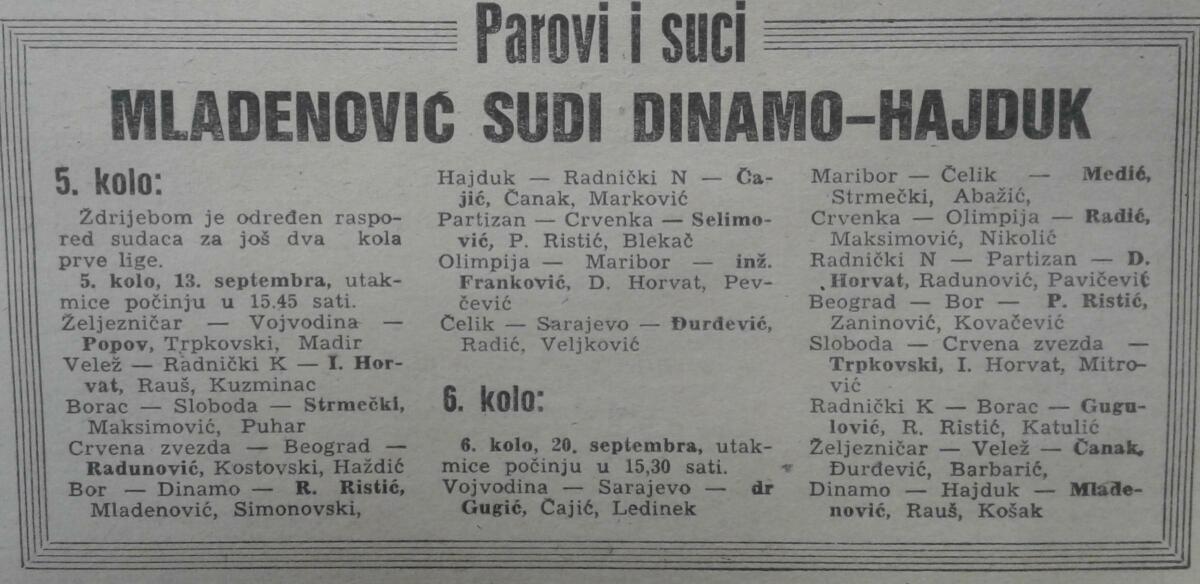 Parovi i suci
MLADENOVIĆ SUDI DINAMO—HAJDUK
5. kolo:
Ždrijebom je određen raspo-
red sudaca za još dva kola
prve lige.
5. kolo, 13. septembra, utak-
mice počinju u 15.45 sati.
Željezničar — Vojvodina —
Popov, Trpkovski, Madir
Velež — Radnički K — I. Hor-
vat, Rauš, Kuzminac
Borac — Sloboda — Strmečki,
Maksimović, Puhar
Crvena zvezda — Beograd —
Radunović, Kostovski, Haždić
Bor — Dinamo — R. Ristić,
Mladenović, Simonovski,
Hajduk — Radnički N — Ča-
jić, Čanak, Marković
Partizan — Crvenka — Selimo-
vić, P. Ristić, Blekač
Olimpija — Maribor — inž.
Franković, D. Horvat, Pev-
čević
Čelik — Sarajevo — Đurđević,
Radić, Veljković
6. kolo:
6. kolo, 20. septembra, utak-
mice počinju u 15,30 sati.
Vojvodina — Sarajevo — dr
Gugić, Čajić, Ledinek
Maribor — Čelik — Medić,
Strmečki, Abažić,
Crvenka — Olimpija — Radić,
Maksimović, Nikolić
Radnički N — Partizan — D.
Horvat, Radunović, Pavičević
Beograd — Bor — P. Ristić,
Zaninović, Kovačević
Sloboda — Crvena zvezda —
Trpkovski, I. Horvat, Mitro-
vić
Radnički K — Borac — Gugu-
lović, R. Ristić, Katulić
Željezničar — Velež — Čanak,
Đurđević, Barbarić,
Dinamo — Hajduk — Mlade-
nović, Rauš, Košak